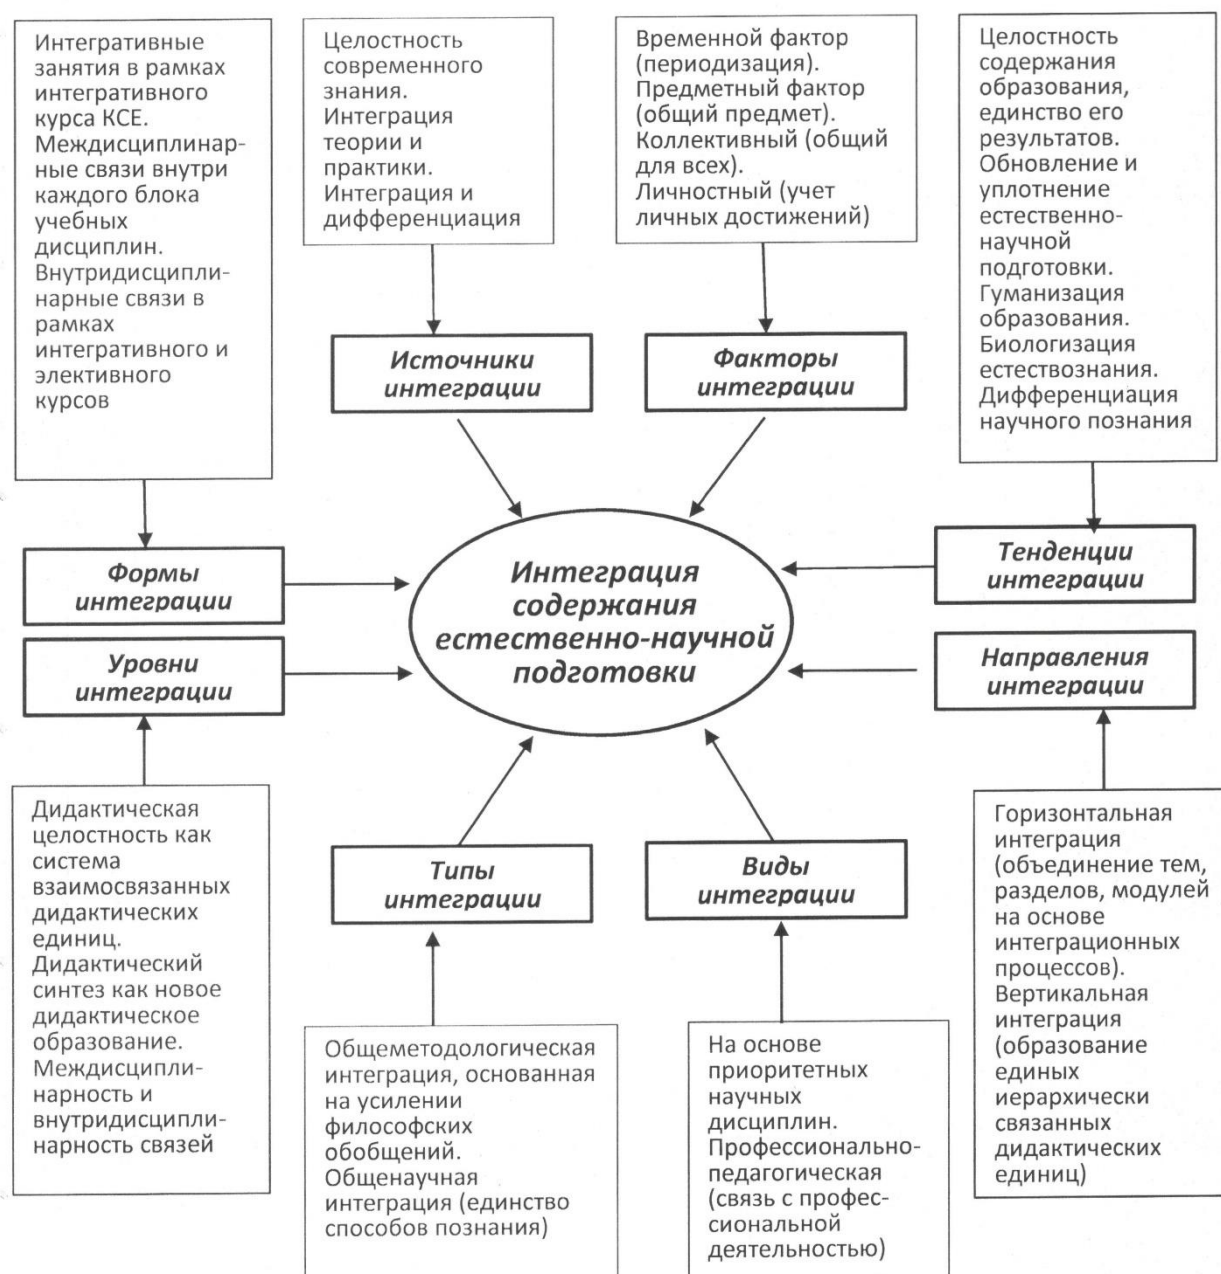 Интегративные
занятия в рамках
интегративного
курса КСЕ.
Междисциплинар-
ные связи внутри
каждого блока
учебных
дисциплин.
Внутридисципли-
нарные связи в
рамках
интегративного и
элективного
курсов
Целостность
современного
знания.
Интеграция
теории и
практики.
Интеграция и
дифференциация
Временной фактор
(периодизация).
Предметный фактор
(общий предмет).
Коллективный (общий
для всех).
Личностный (учет
личных достижений)
Целостность
содержания
образования,
единство его
результатов.
Обновление и
уплотнение
естественно-
научной
подготовки.
Гуманизация
образования.
Биологизация
естествознания.
Дифференциация
научного познания
Источники
интеграции
Факторы
интеграции
Формы
интеграции
Тенденции
интеграции
Интеграция
содержания
естественно-научной
подготовки
Уровни
интеграции
Направления
интеграции
Типы
интеграции
Виды
интеграции
Дидактическая
целостность как
система
взаимосвязанных
дидактических
единиц.
Дидактический
синтез как новое
дидактическое
образование.
Междисципли-
нарность и
внутридисципли-
нарность связей
Общеметодологическая
интеграция, основанная
на усилении
философских
обобщений.
Общенаучная
интеграция (единство
способов познания)
На основе
приоритетных
научных
дисциплин.
Профессионально-
педагогическая
(связь с профес-
сиональной
деятельностью)
Горизонтальная
интеграция
(объединение тем,
разделов, модулей
на основе
интеграционных
процессов).
Вертикальная
интеграция
(образование
единых
иерархически
связанных
дидактических
единиц)